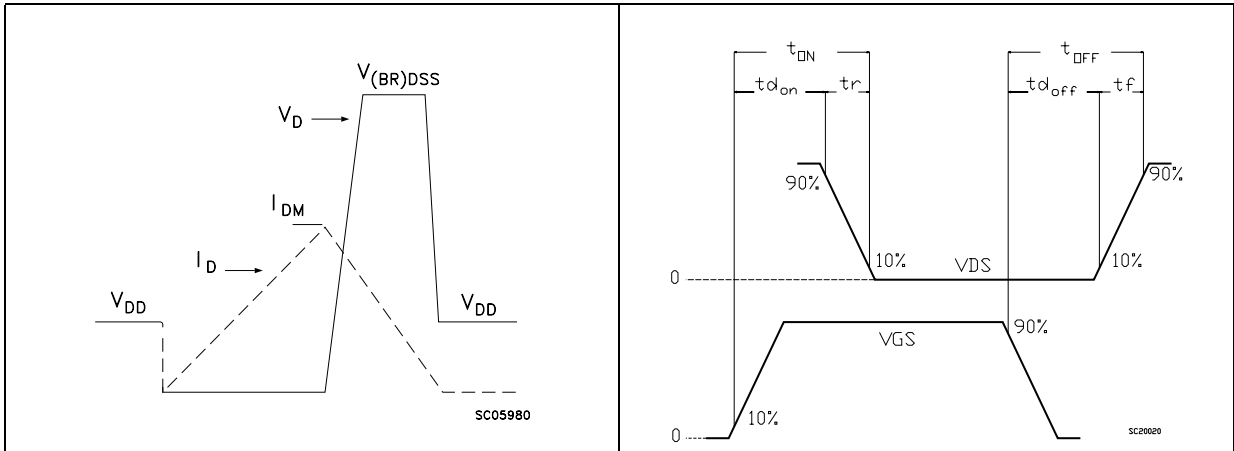 V(BR)DSS
VD
IDM
ID
VDD
VDD
SC05980
tON
tOFF
tdon
tr
tdoff
tf
90%
90%
10%
VDS
10%
0
VGS
90%
10%
0
SC20020